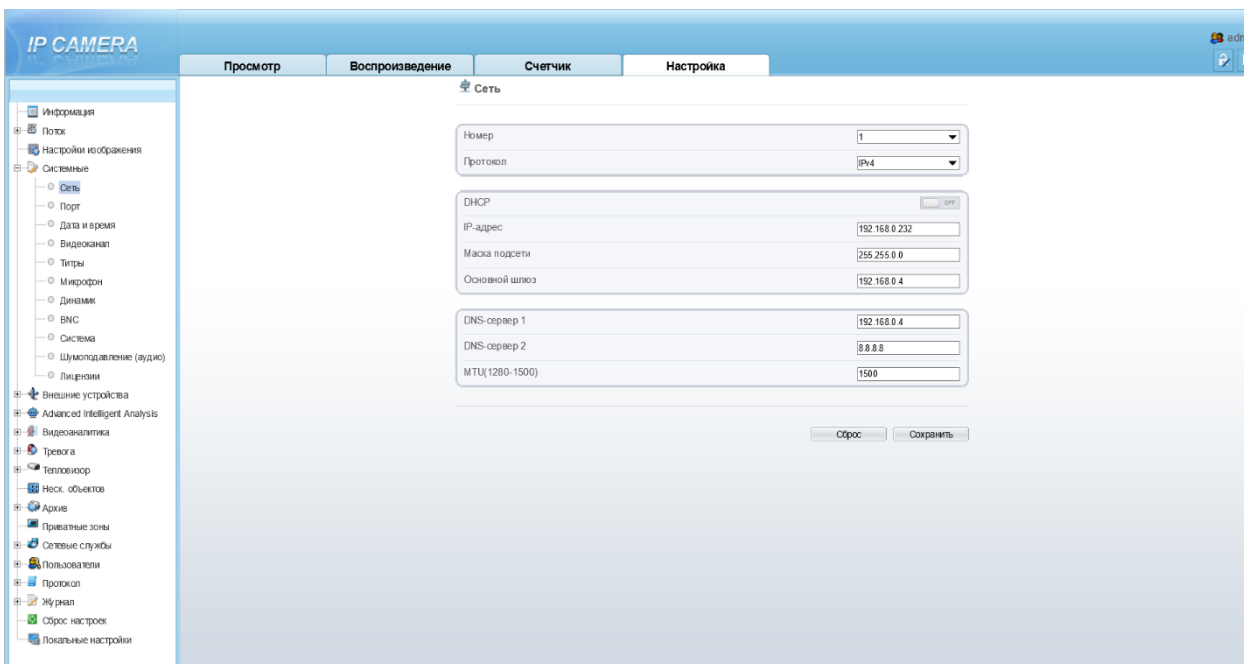 IP CAMERA
Просмотр
Воспроизведение
Счетчик
Настройка
Информация
Поток
Настройки изображения
Системные
Сеть
Порт
Дата и время
Видеоканал
Титры
Микрофон
Динамик
BNC
Система
Шумоподавление (аудио)
Лицензии
Внешние устройства
Advanced Intelligent Analysis
Видеоаналитика
Тревога
Тепловизор
Неск. объектов
Архив
Приватные зоны
Сетевые службы
Пользователи
Протокол
Журнал
Сброс настроек
Локальные настройки
Сеть
Номер 1
Протокол IPv4
DHCP OFF
IP-адрес 192.168.0.232
Маска подсети 255.255.0.0
Основной шлюз 192.168.0.4
DNS-сервер 1 192.168.0.4
DNS-сервер 2 8.8.8.8
MTU(1280-1500) 1500
Сброс Сохранить